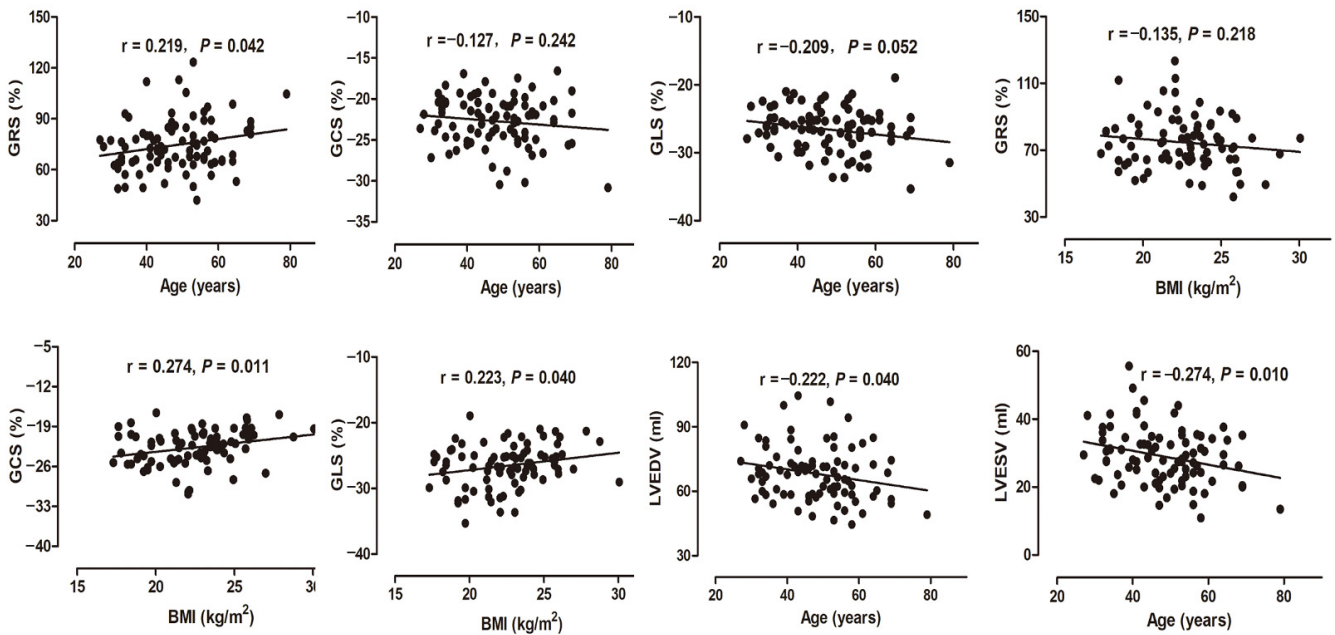 r = 0.219, P = 0.042
GRS (%)
150
120
90
60
30
20 40 60 80
Age (years)
r =−0.127, P = 0.242
GCS (%)
−10
−15
−20
−25
−30
−35
20 40 60 80
Age (years)
r =−0.209, P = 0.052
GLS (%)
−10
−20
−30
−40
20 40 60 80
Age (years)
r =−0.135, P = 0.218
GRS (%)
150
110
70
30
15 20 25 30
BMI (kg/m²)
r = 0.274, P = 0.011
GCS (%)
−5
−12
−19
−26
−33
−40
15 20 25 30
BMI (kg/m²)
r = 0.223, P = 0.040
GLS (%)
−10
−20
−30
−40
15 20 25 30
BMI (kg/m²)
r =−0.222, P = 0.040
LVEDV (ml)
120
90
60
30
20 40 60 80
Age (years)
r =−0.274, P = 0.010
LVESV (ml)
60
40
20
0
20 40 60 80
Age (years)